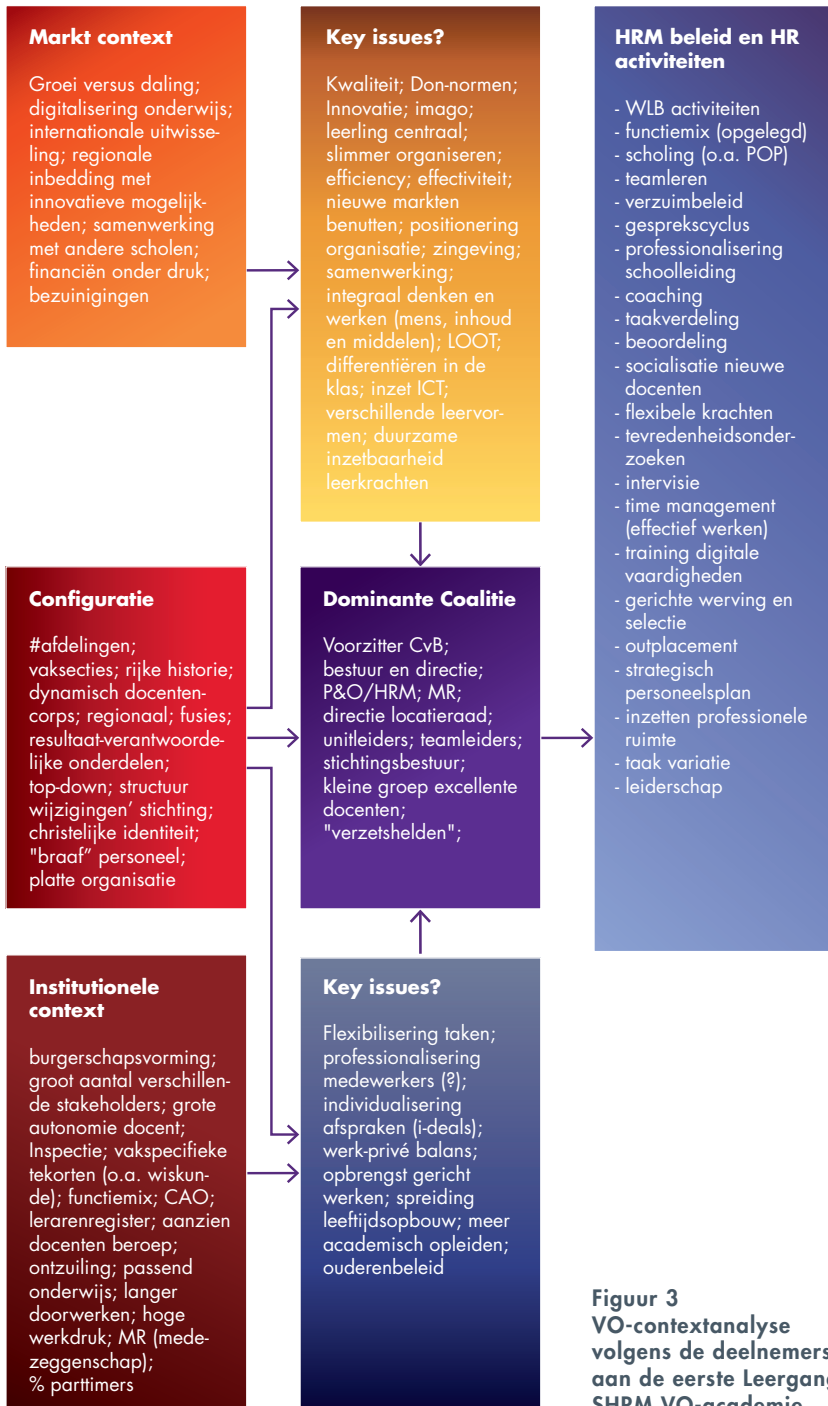 Markt context
Groei versus daling;
digitalisering onderwijs;
internationale uitwisse-
ling; regionale
inbedding met
innovatieve mogelijk-
heden; samenwerking
met andere scholen;
financiën onder druk;
bezuinigingen
Key issues?
Kwaliteit; Don-normen;
Innovatie; imago;
leerling centraal;
slimmer organiseren;
efficiency; effectiviteit;
nieuwe markten
benutten; positionering
organisatie; zingeving;
samenwerking;
integraal denken en
werken (mens, inhoud
en middelen); LOOT;
differentiëren in de
klas; inzet ICT;
verschillende leervor-
men; duurzame
inzetbaarheid
leerkrachten
HRM beleid en HR
activiteiten
- WLB activiteiten
- functiemix (opgelegd)
- scholing (o.a. POP)
- teamleren
- verzuimbeleid
- gesprekscyclus
- professionalisering
schoolleiding
- coaching
- taakverdeling
- beoordeling
- socialisatie nieuwe
docenten
- flexibele krachten
- tevredenheidsonder-
zoeken
- intervisie
- time management
(effectief werken)
- training digitale
vaardigheden
- gerichte werving en
selectie
- outplacement
- strategisch
personeelsplan
- inzetten professionele
ruimte
- taak variatie
- leiderschap
Configuratie
#afdelingen;
vaksecties; rijke historie;
dynamisch docenten-
corps; regionaal; fusies;
resultaat-verantwoorde-
lijke onderdelen;
top-down; structuur
wijzigingen’ stichting;
christelijke identiteit;
"braaf” personeel;
platte organisatie
Dominante Coalitie
Voorzitter CvB;
bestuur en directie;
P&O/HRM; MR;
directie locatieraad;
unitleiders; teamleiders;
stichtingsbestuur;
kleine groep excellente
docenten;
"verzetshelden";
Institutionele
context
burgerschapsvorming;
groot aantal verschillen-
de stakeholders; grote
autonomie docent;
Inspectie; vakspecifieke
tekorten (o.a. wiskun-
de); functiemix; CAO;
lerarenregister; aanzien
docenten beroep;
ontzuiling; passend
onderwijs; langer
doorwerken; hoge
werkdruk; MR (mede-
zeggenschap);
% parttimers
Key issues?
Flexibilisering taken;
professionalisering
medewerkers (?);
individualisering
afspraken (i-deals);
werk-privé balans;
opbrengst gericht
werken; spreiding
leeftijdsopbouw; meer
academisch opleiden;
ouderenbeleid
Figuur 3
VO-contextanalyse
volgens de deelnemers
aan de eerste Leergang
SHRM VO-academie